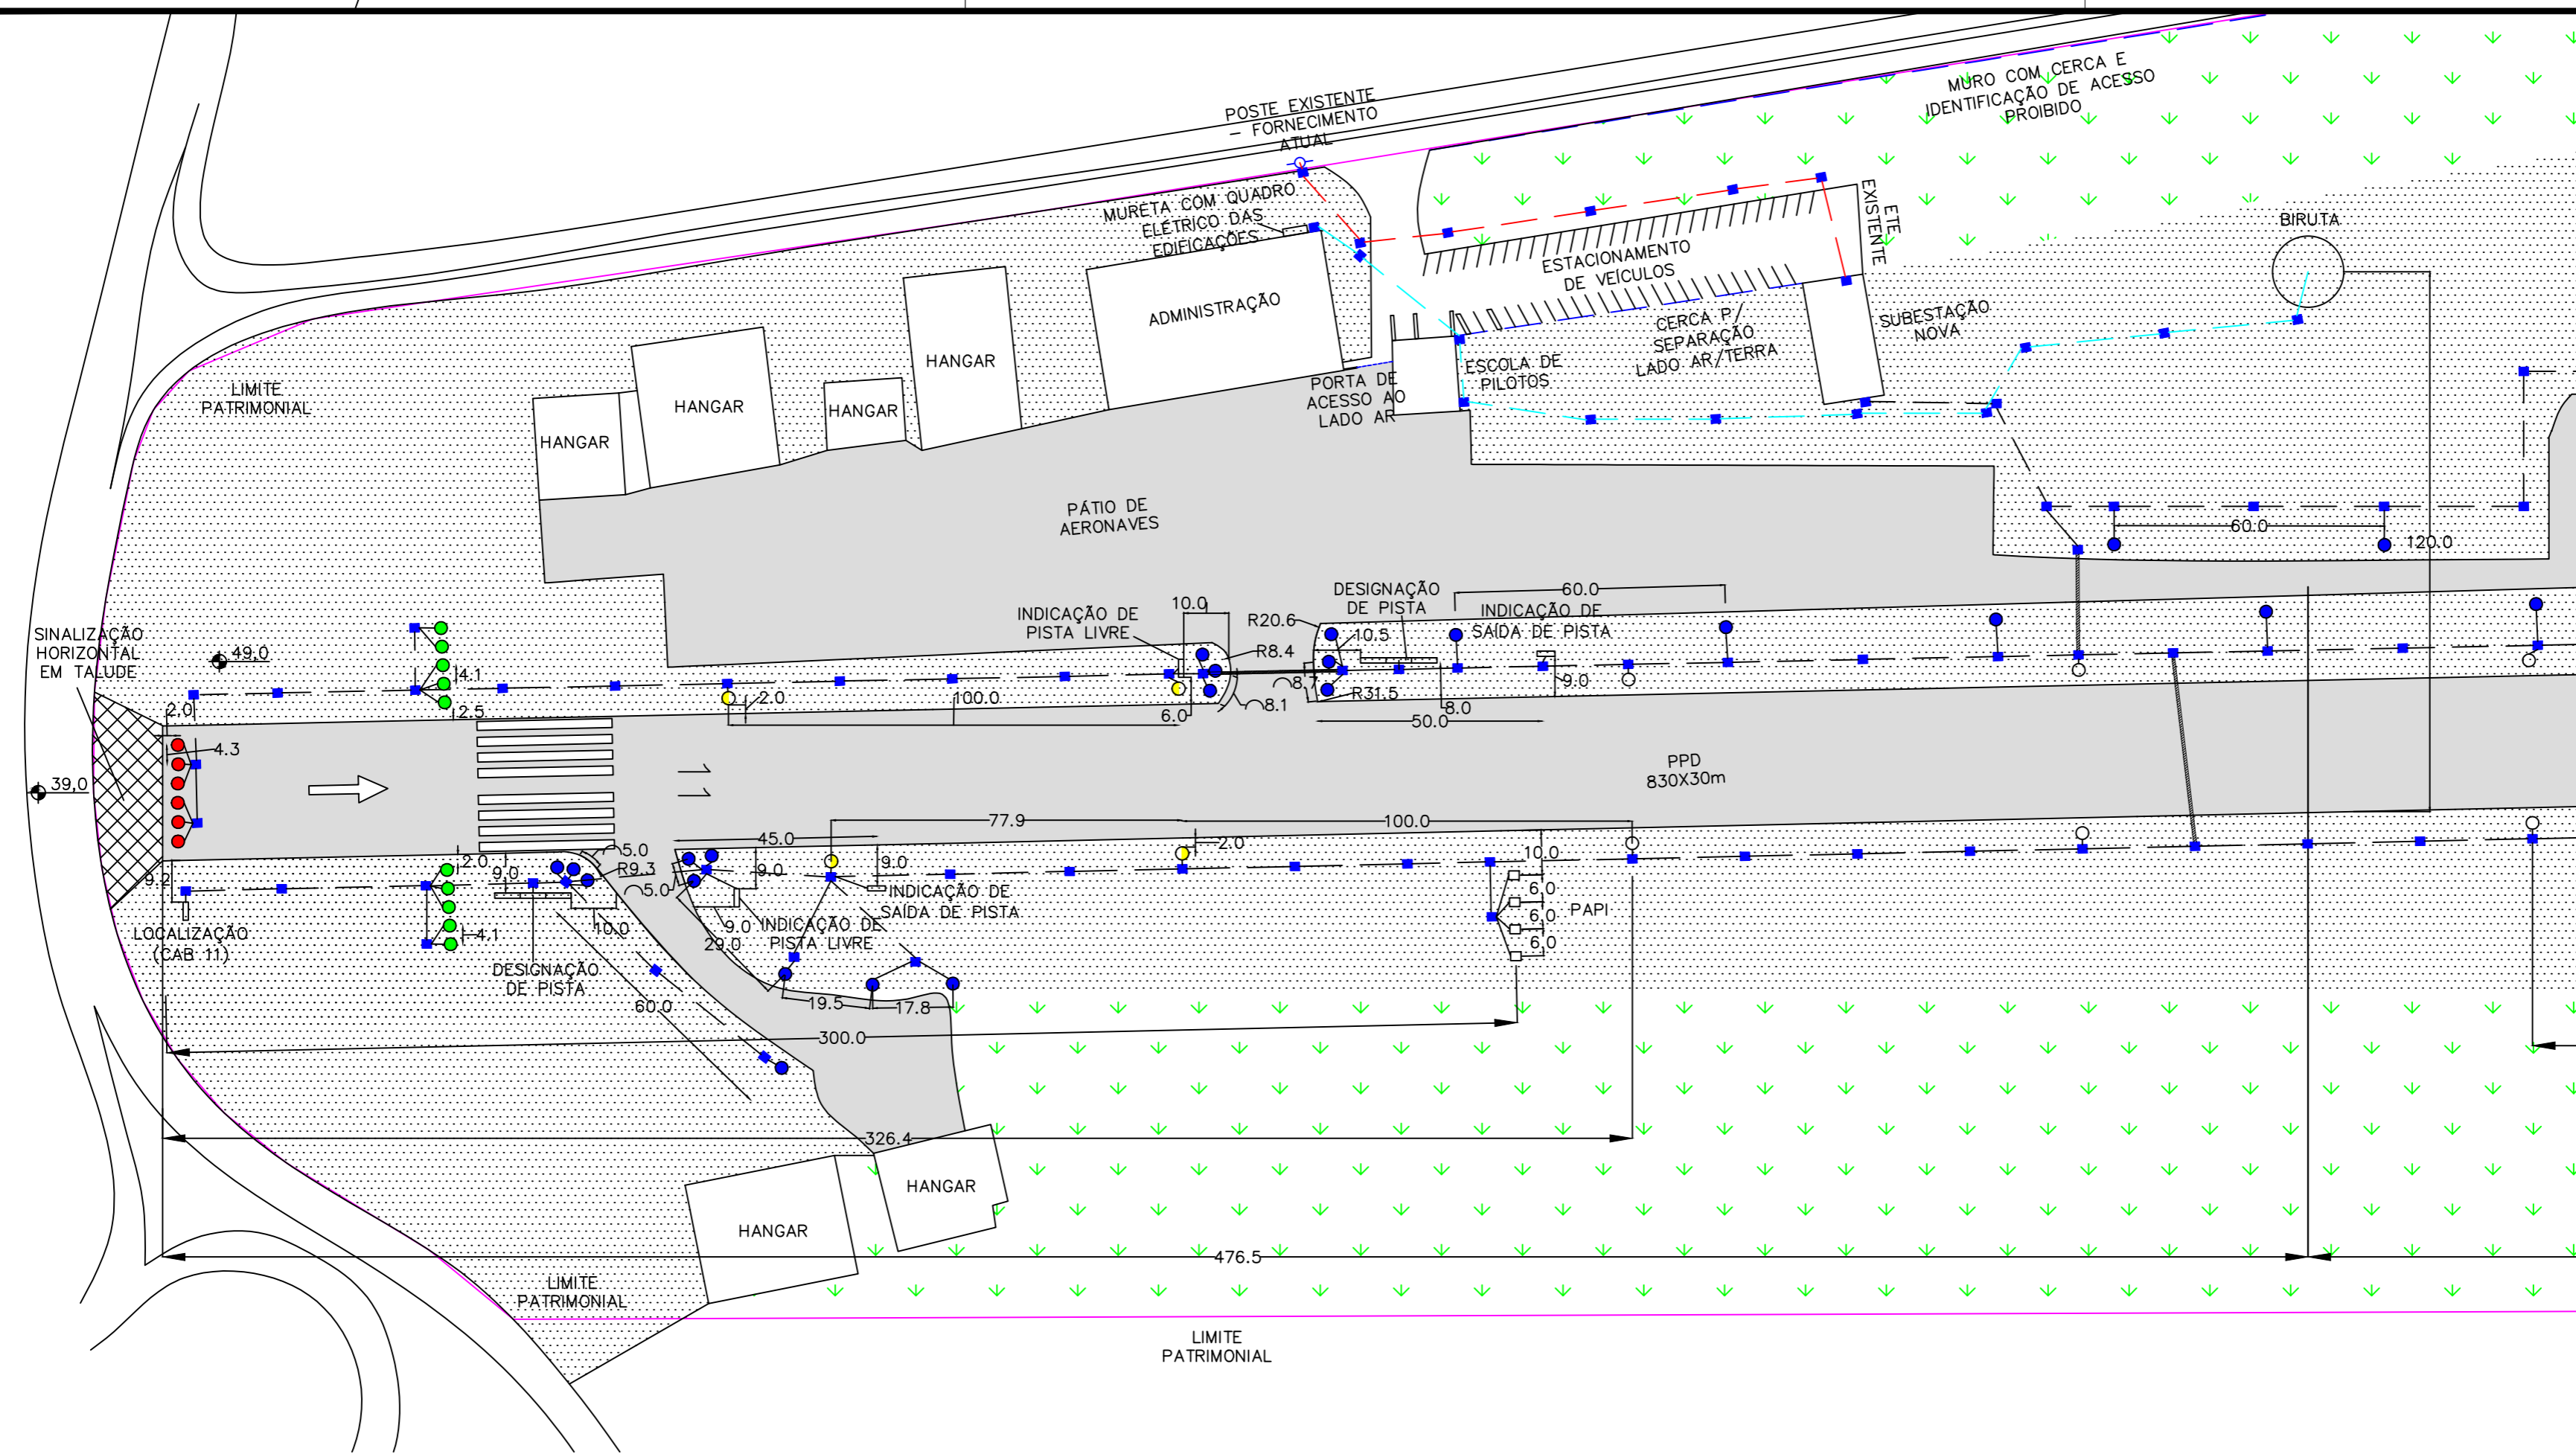 MURO COM CERCA E
IDENTIFICAÇÃO DE ACESSO
PROIBIDO
POSTE EXISTENTE
– FORNECIMENTO
ATUAL
MURETA COM QUADRO
ELÉTRICO DAS
EDIFICAÇÕES
ETE
EXISTENTE
BIRUTA
ESTACIONAMENTO
DE VEÍCULOS
ADMINISTRAÇÃO
CERCA P/
SEPARAÇÃO
LADO AR/TERRA
SUBESTAÇÃO
NOVA
HANGAR
HANGAR
HANGAR
HANGAR
ESCOLA DE
PILOTOS
PORTA DE
ACESSO AO
LADO AR
LIMITE
PATRIMONIAL
PÁTIO DE
AERONAVES
60.0
120.0
SINALIZAÇÃO
HORIZONTAL
EM TALUDE
49,0
4.1
2.5
2.0
4.3
39,0
INDICAÇÃO DE
PISTA LIVRE
10.0
R8.4
R20.6
10.5
DESIGNAÇÃO
DE PISTA
60.0
INDICAÇÃO DE
SAÍDA DE PISTA
2.0
100.0
6.0
8.1
8.7
R31.5
8.0
50.0
9.0
PPD
830X30m
11
77.9
100.0
45.0
2.0
5.0
R9.3
5.0
9.0
9.0
2.0
9.0
9.2
4.1
10.0
9.0
29.0
INDICAÇÃO DE
SAÍDA DE PISTA
INDICAÇÃO DE
PISTA LIVRE
10.0
6.0
6.0
6.0
PAPI
LOCALIZAÇÃO
(CAB 11)
DESIGNAÇÃO
DE PISTA
60.0
19.5
17.8
300.0
326.4
HANGAR
HANGAR
476.5
LIMITE
PATRIMONIAL
LIMITE
PATRIMONIAL